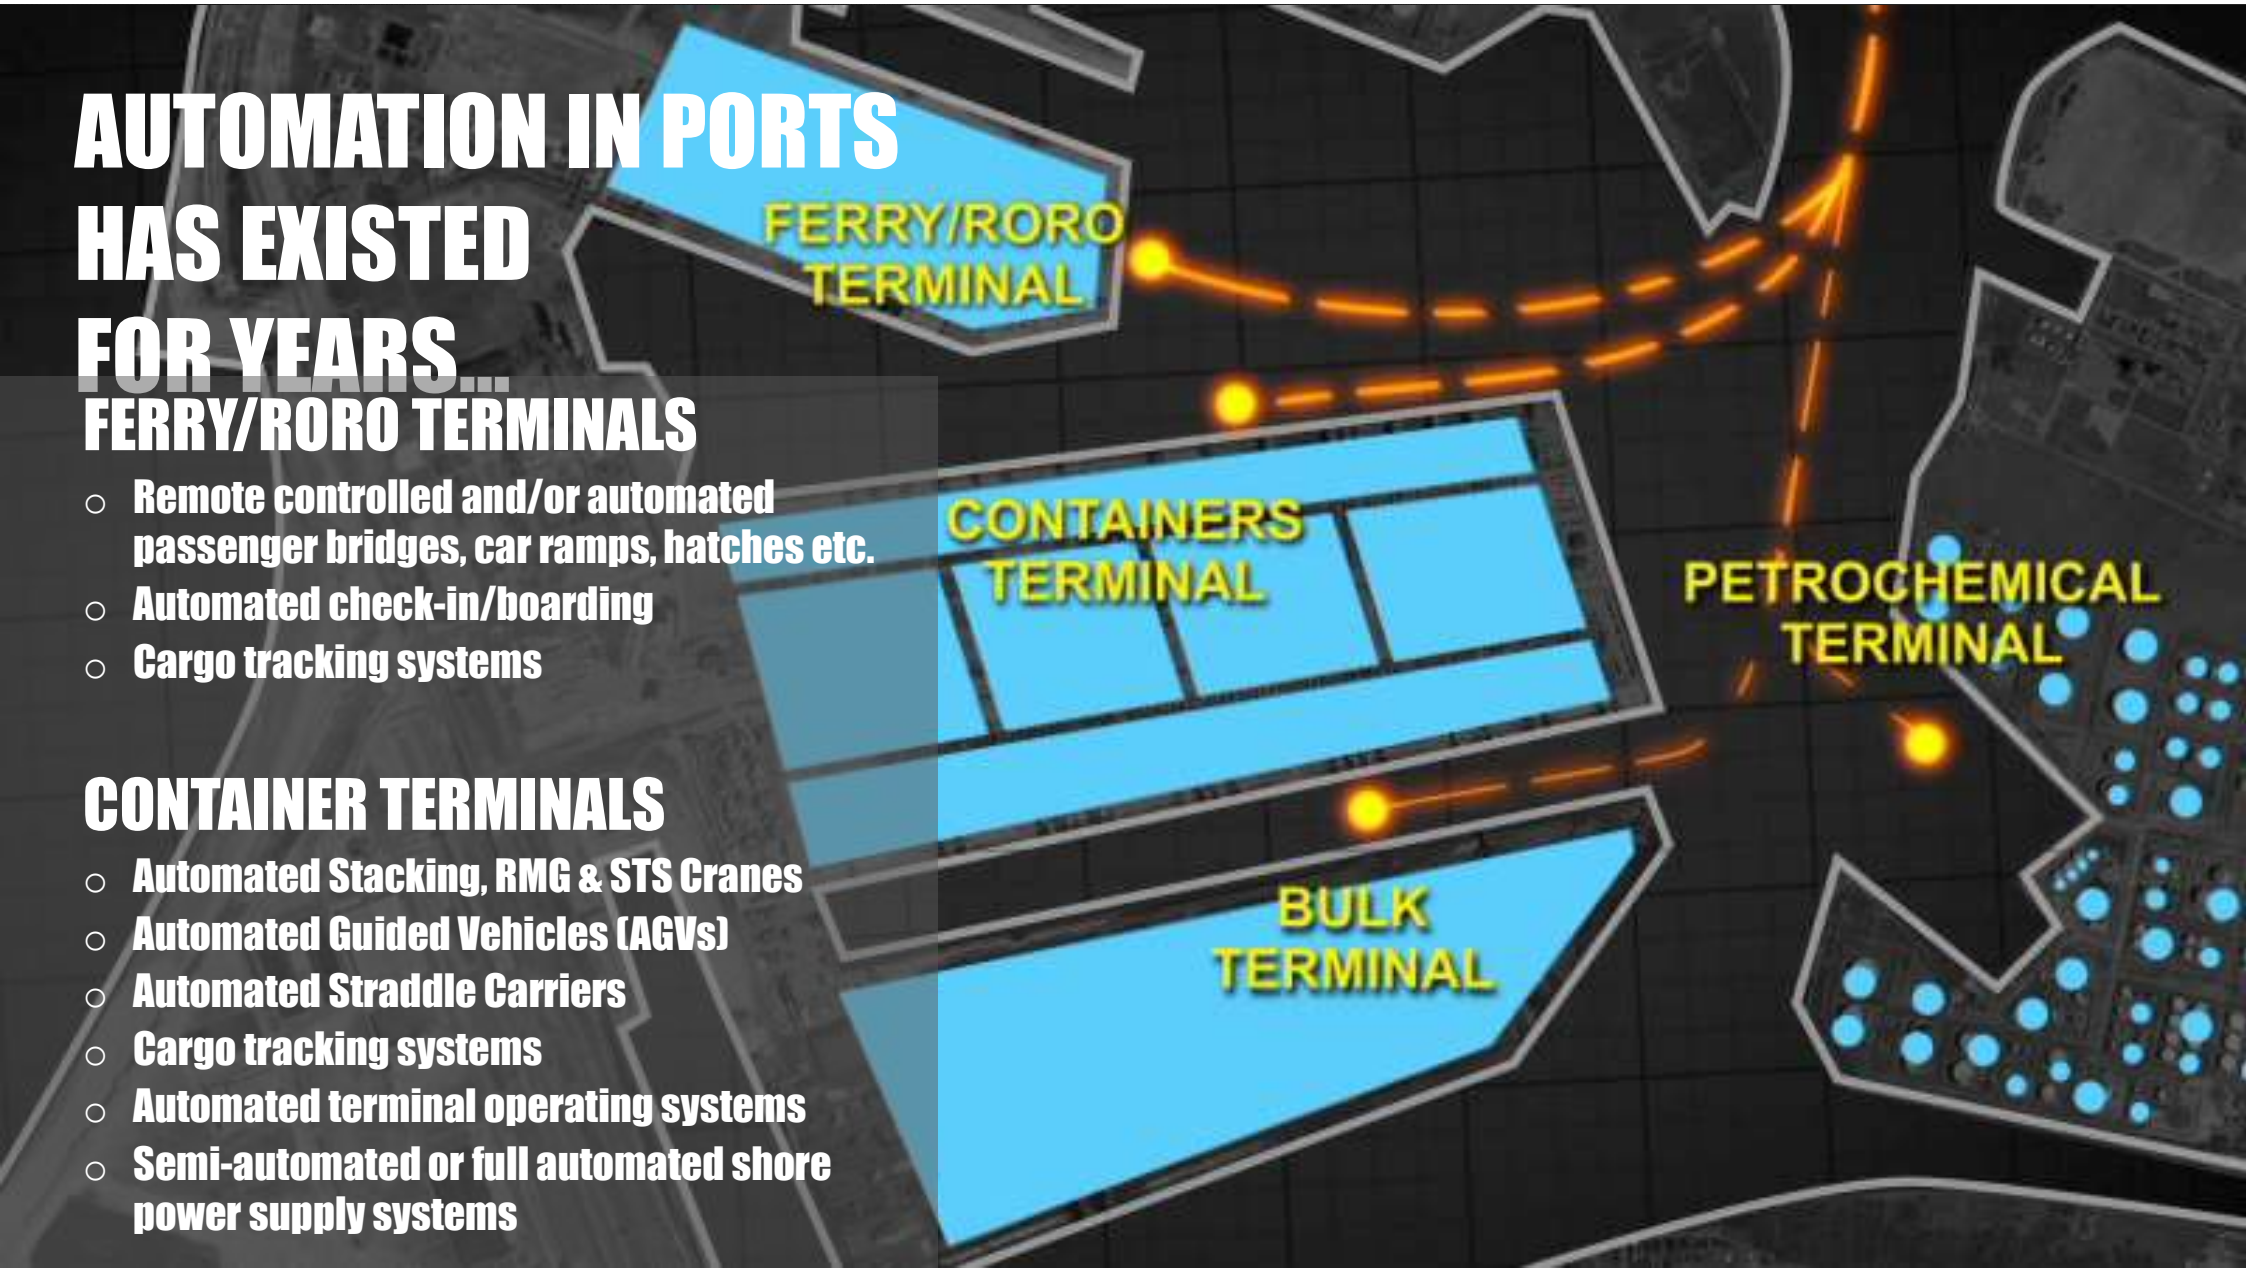 AUTOMATION IN PORTS
HAS EXISTED
FOR YEARS...
FERRY/RORO TERMINALS
○ Remote controlled and/or automated
passenger bridges, car ramps, hatches etc.
○ Automated check-in/boarding
○ Cargo tracking systems
CONTAINER TERMINALS
○ Automated Stacking, RMG & STS Cranes
○ Automated Guided Vehicles (AGVs)
○ Automated Straddle Carriers
○ Cargo tracking systems
○ Automated terminal operating systems
○ Semi-automated or full automated shore
power supply systems
FERRY/RORO
TERMINAL
CONTAINERS
TERMINAL
PETROCHEMICAL
TERMINAL
BULK
TERMINAL